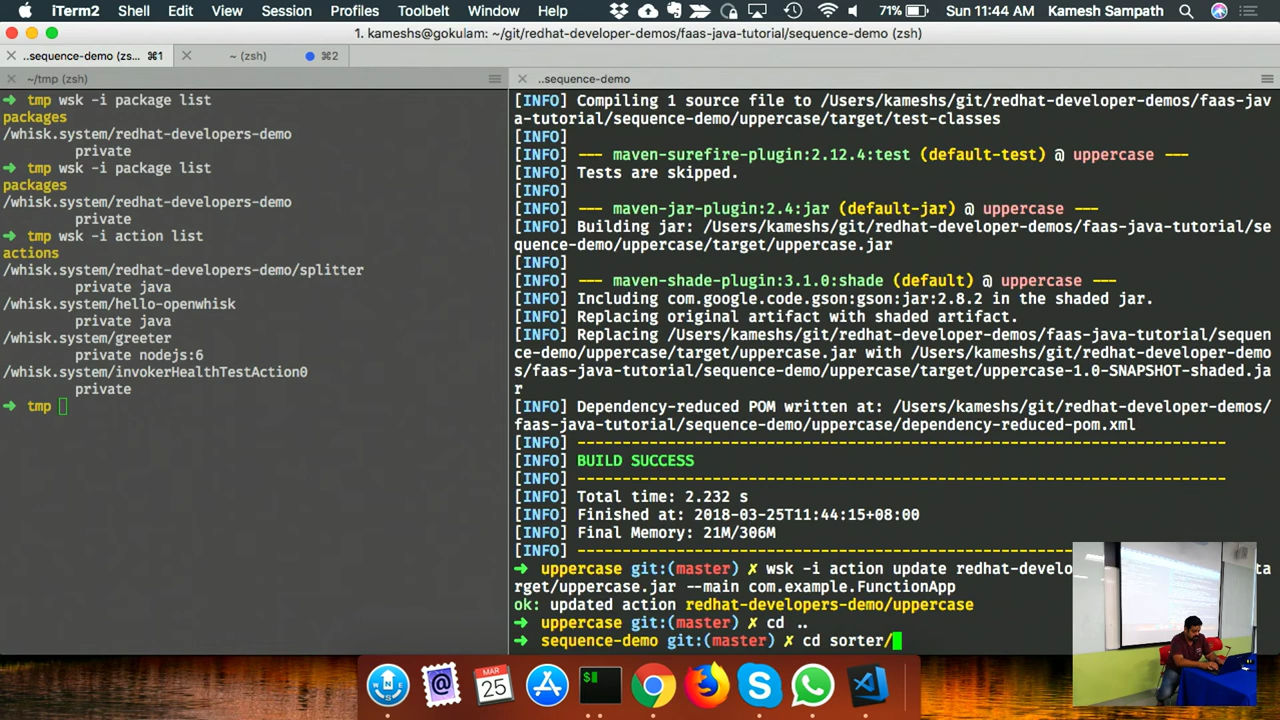 iTerm2 Shell Edit View Session Profiles Toolbelt Window Help 71% Sun 11:44 AM Kamesh Sampath
1. kameshs@gokulam: ~/git/redhat-developer-demos/faas-java-tutorial/sequence-demo (zsh)
..sequence-demo (zs... ⌘1 ~ (zsh) ⌘2
~/tmp (zsh)
➜ tmp wsk -i package list
packages
/whisk.system/redhat-developers-demo
private
➜ tmp wsk -i package list
packages
/whisk.system/redhat-developers-demo
private
➜ tmp wsk -i action list
actions
/whisk.system/redhat-developers-demo/splitter
private java
/whisk.system/hello-openwhisk
private java
/whisk.system/greeter
private nodejs:6
/whisk.system/invokerHealthTestAction0
private
➜ tmp
..sequence-demo
[INFO] Compiling 1 source file to /Users/kameshs/git/redhat-developer-demos/faas-jav
a-tutorial/sequence-demo/uppercase/target/test-classes
[INFO]
[INFO] --- maven-surefire-plugin:2.12.4:test (default-test) @ uppercase ---
[INFO] Tests are skipped.
[INFO]
[INFO] --- maven-jar-plugin:2.4:jar (default-jar) @ uppercase ---
[INFO] Building jar: /Users/kameshs/git/redhat-developer-demos/faas-java-tutorial/se
quence-demo/uppercase/target/uppercase.jar
[INFO]
[INFO] --- maven-shade-plugin:3.1.0:shade (default) @ uppercase ---
[INFO] Including com.google.code.gson:gson:jar:2.8.2 in the shaded jar.
[INFO] Replacing original artifact with shaded artifact.
[INFO] Replacing /Users/kameshs/git/redhat-developer-demos/faas-java-tutorial/sequen
ce-demo/uppercase/target/uppercase.jar with /Users/kameshs/git/redhat-developer-demo
s/faas-java-tutorial/sequence-demo/uppercase/target/uppercase-1.0-SNAPSHOT-shaded.ja
r
[INFO] Dependency-reduced POM written at: /Users/kameshs/git/redhat-developer-demos/
faas-java-tutorial/sequence-demo/uppercase/dependency-reduced-pom.xml
[INFO] ------------------------------------------------------------------------
[INFO] BUILD SUCCESS
[INFO] ------------------------------------------------------------------------
[INFO] Total time: 2.232 s
[INFO] Finished at: 2018-03-25T11:44:15+08:00
[INFO] Final Memory: 21M/306M
[INFO] ------------------------------------------------------------------------
➜ uppercase git:(master) ✗ wsk -i action update redhat-develo ta
rget/uppercase.jar --main com.example.FunctionApp
ok: updated action redhat-developers-demo/uppercase
➜ uppercase git:(master) ✗ cd ..
➜ sequence-demo git:(master) ✗ cd sorter/
MAR
25